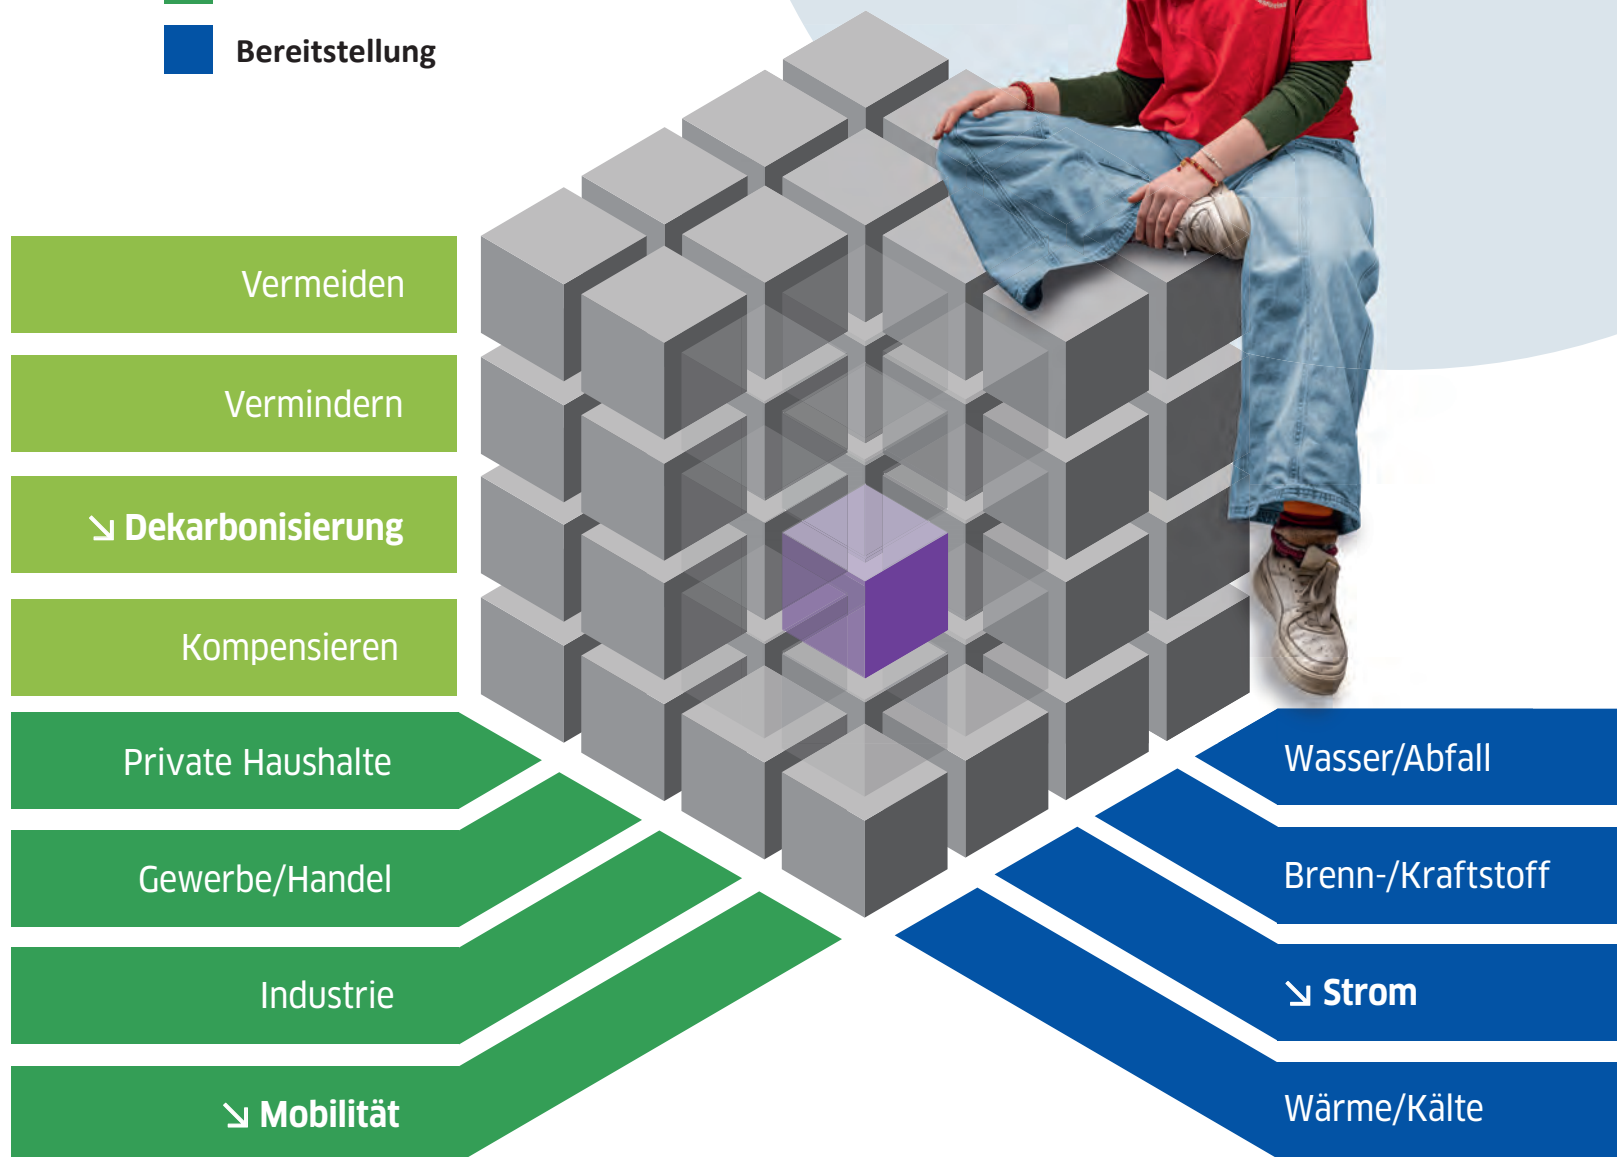 Bereitstellung
Vermeiden
Vermindern
↘ Dekarbonisierung
Kompensieren
Private Haushalte
Gewerbe/Handel
Industrie
↘ Mobilität
Wasser/Abfall
Brenn-/Kraftstoff
↘ Strom
Wärme/Kälte